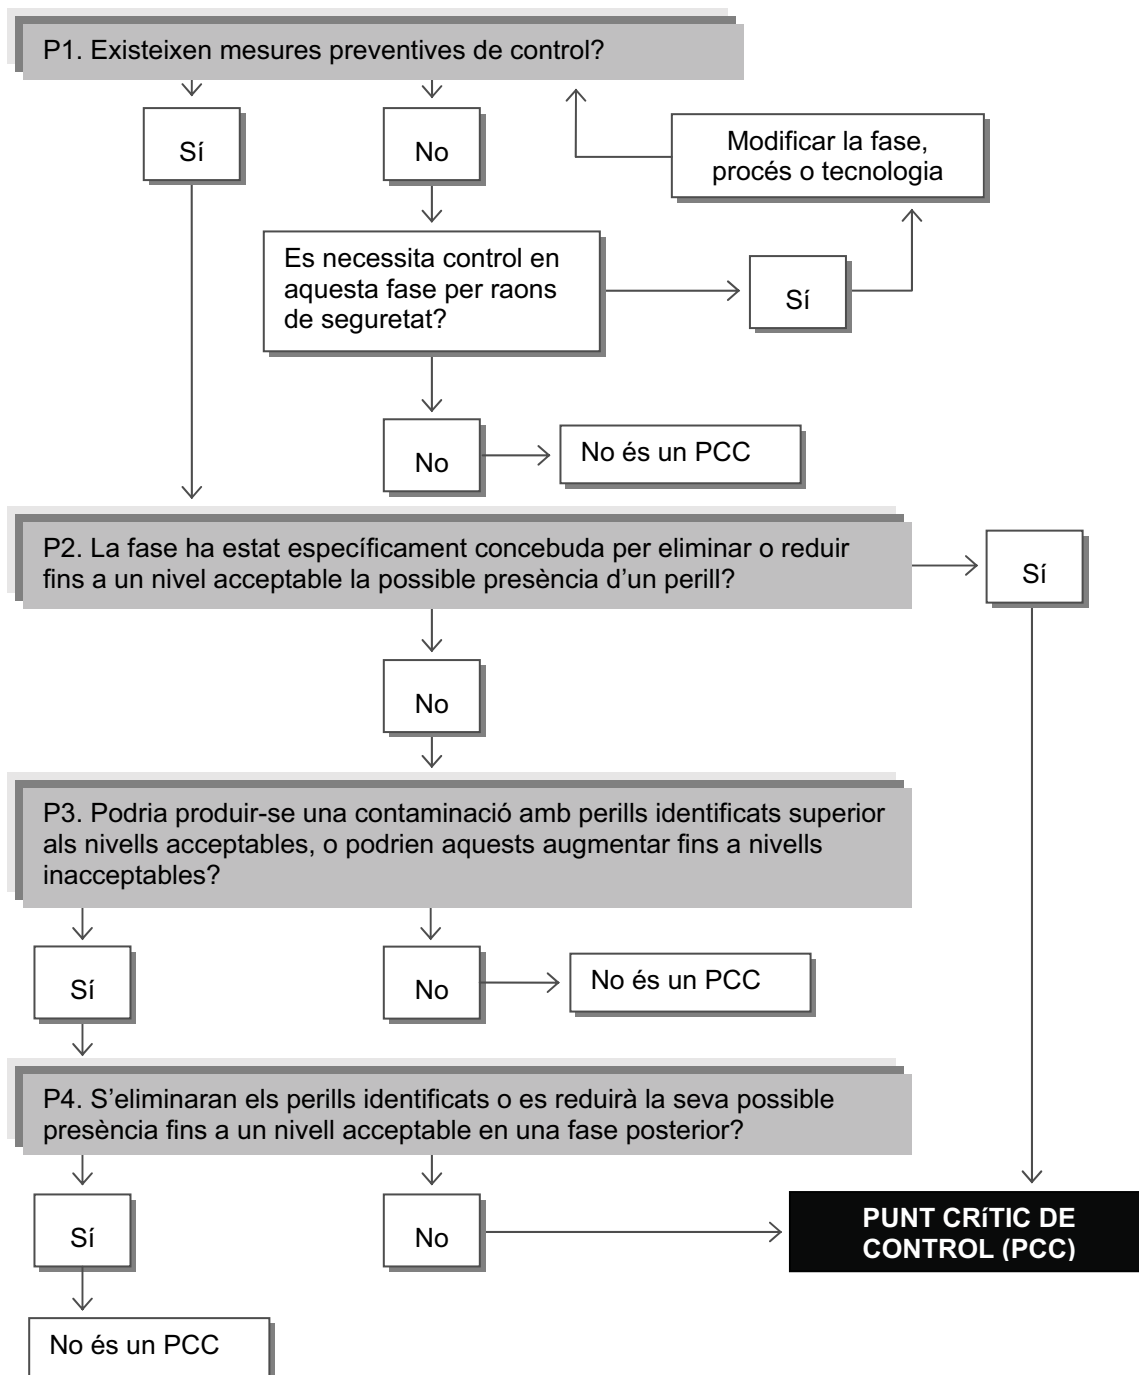 P1. Existeixen mesures preventives de control?
Sí
No
Modificar la fase,
procés o tecnologia
Es necessita control en
aquesta fase per raons
de seguretat?
Sí
No
No és un PCC
P2. La fase ha estat específicament concebuda per eliminar o reduir
fins a un nivel acceptable la possible presència d’un perill?
Sí
No
P3. Podria produir-se una contaminació amb perills identificats superior
als nivells acceptables, o podrien aquests augmentar fins a nivells
inacceptables?
Sí
No
No és un PCC
P4. S’eliminaran els perills identificats o es reduirà la seva possible
presència fins a un nivell acceptable en una fase posterior?
Sí
No
PUNT CRíTIC DE
CONTROL (PCC)
No és un PCC